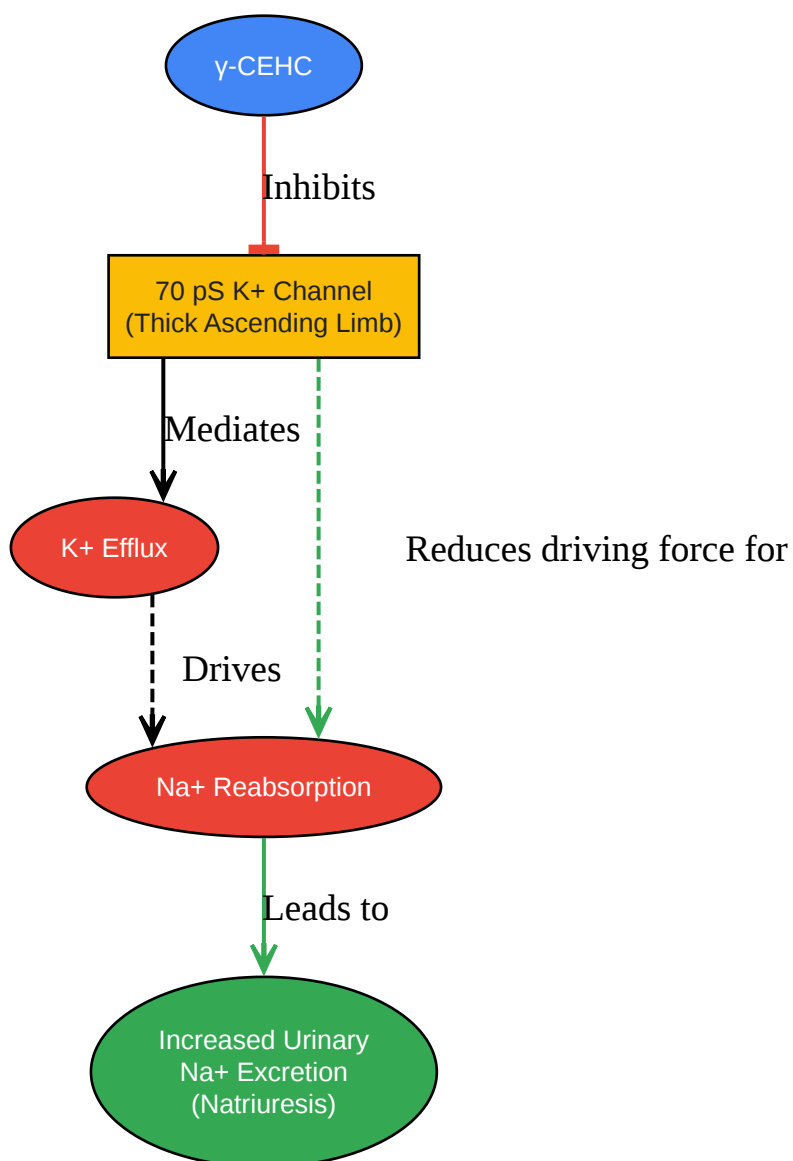 γ-CEHC
Inhibits
70 pS K+ Channel
(Thick Ascending Limb)
Mediates
K+ Efflux
Reduces driving force for
Drives
Na+ Reabsorption
Leads to
Increased Urinary
Na+ Excretion
(Natriuresis)